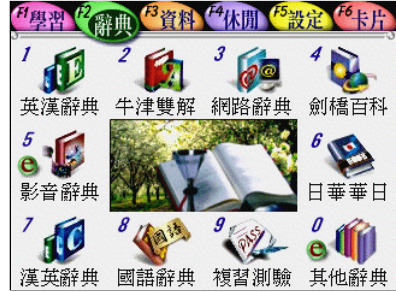 F1學習 F2辭典 F3資料 F4休閒 F5設定 F6卡片
1 2 3 4
英漢辭典 牛津雙解 網路辭典 劍橋百科
5 6
影音辭典 日華華日
7 8 9 0
漢英辭典 國語辭典 複習測驗 其他辭典